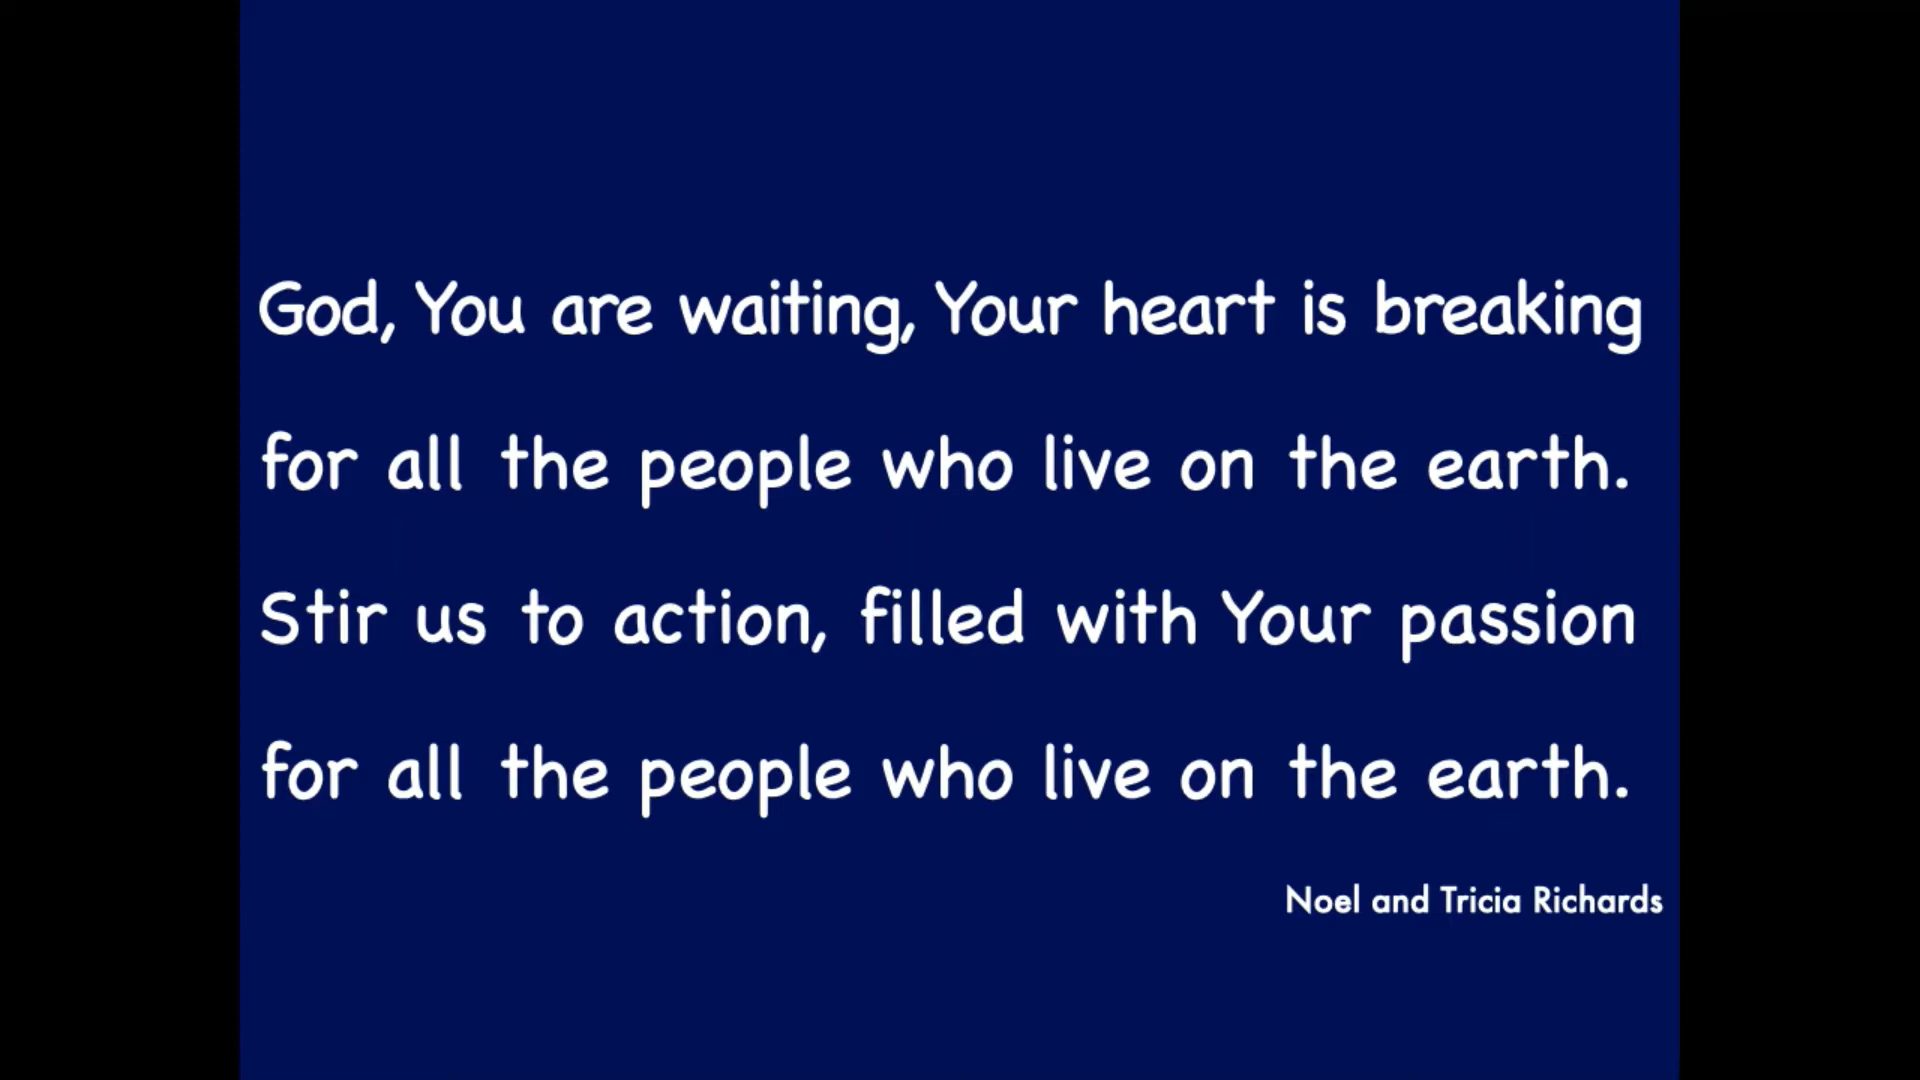 God, You are waiting, Your heart is breaking
for all the people who live on the earth.
Stir us to action, filled with Your passion
for all the people who live on the earth.
Noel and Tricia Richards